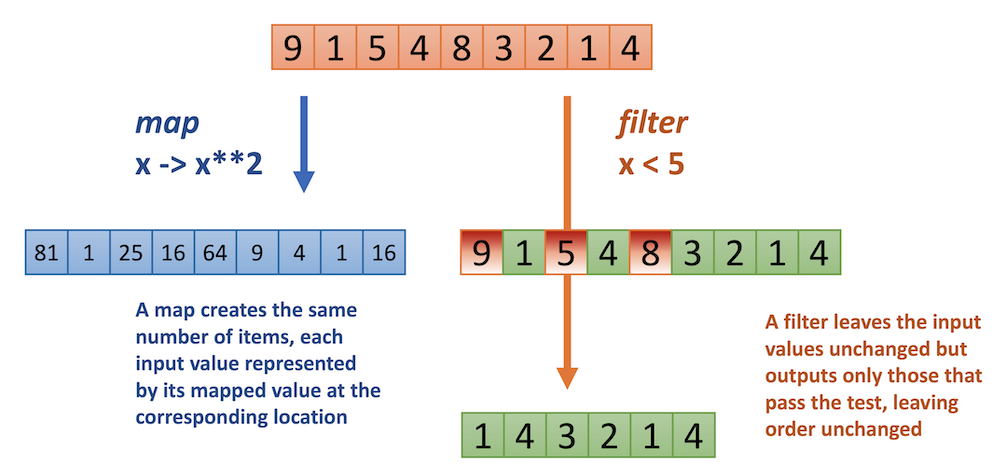 9 1 5 4 8 3 2 1 4
map
x -> x**2
filter
x < 5
81 1 25 16 64 9 4 1 16
9 1 5 4 8 3 2 1 4
A map creates the same
number of items, each
input value represented
by its mapped value at the
corresponding location
A filter leaves the input
values unchanged but
outputs only those that
pass the test, leaving
order unchanged
1 4 3 2 1 4